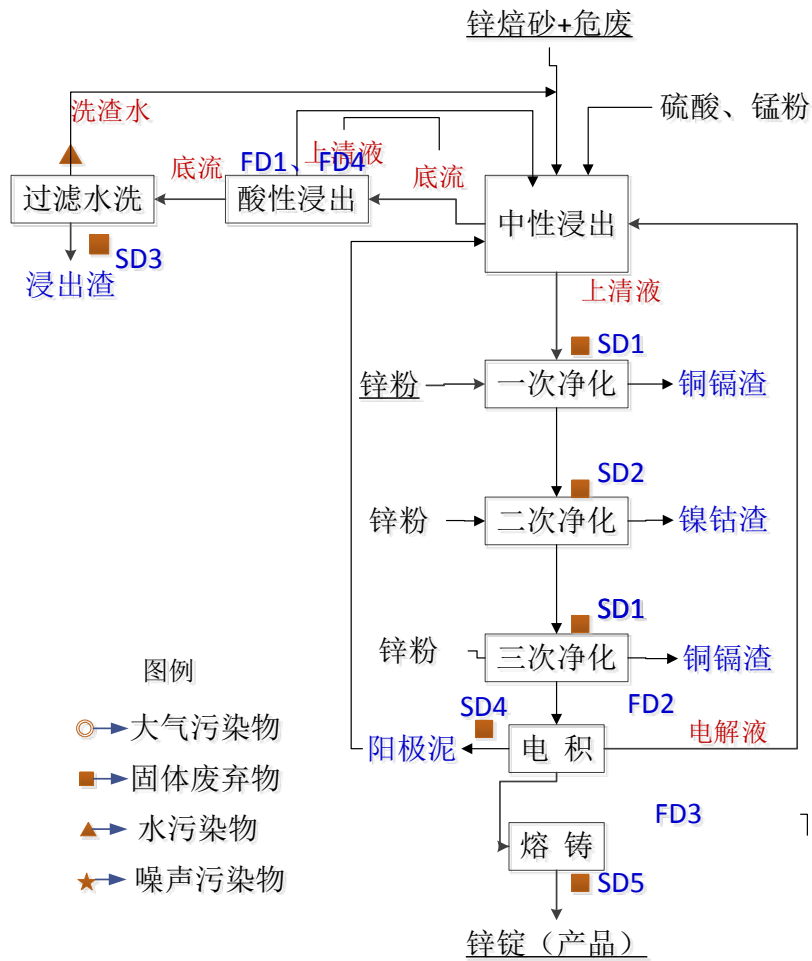 锌焙砂+危废
洗渣水
硫酸、锰粉
上清液
FD1、FD4
底流
底流
过滤水洗
酸性浸出
中性浸出
SD3
浸出渣
上清液
SD1
锌粉
一次净化
铜镉渣
SD2
锌粉
二次净化
镍钴渣
SD1
锌粉
三次净化
铜镉渣
图例
SD4
FD2
大气污染物
阳极泥
电 积
电解液
固体废弃物
水污染物
FD3
熔 铸
噪声污染物
SD5
锌锭（产品）